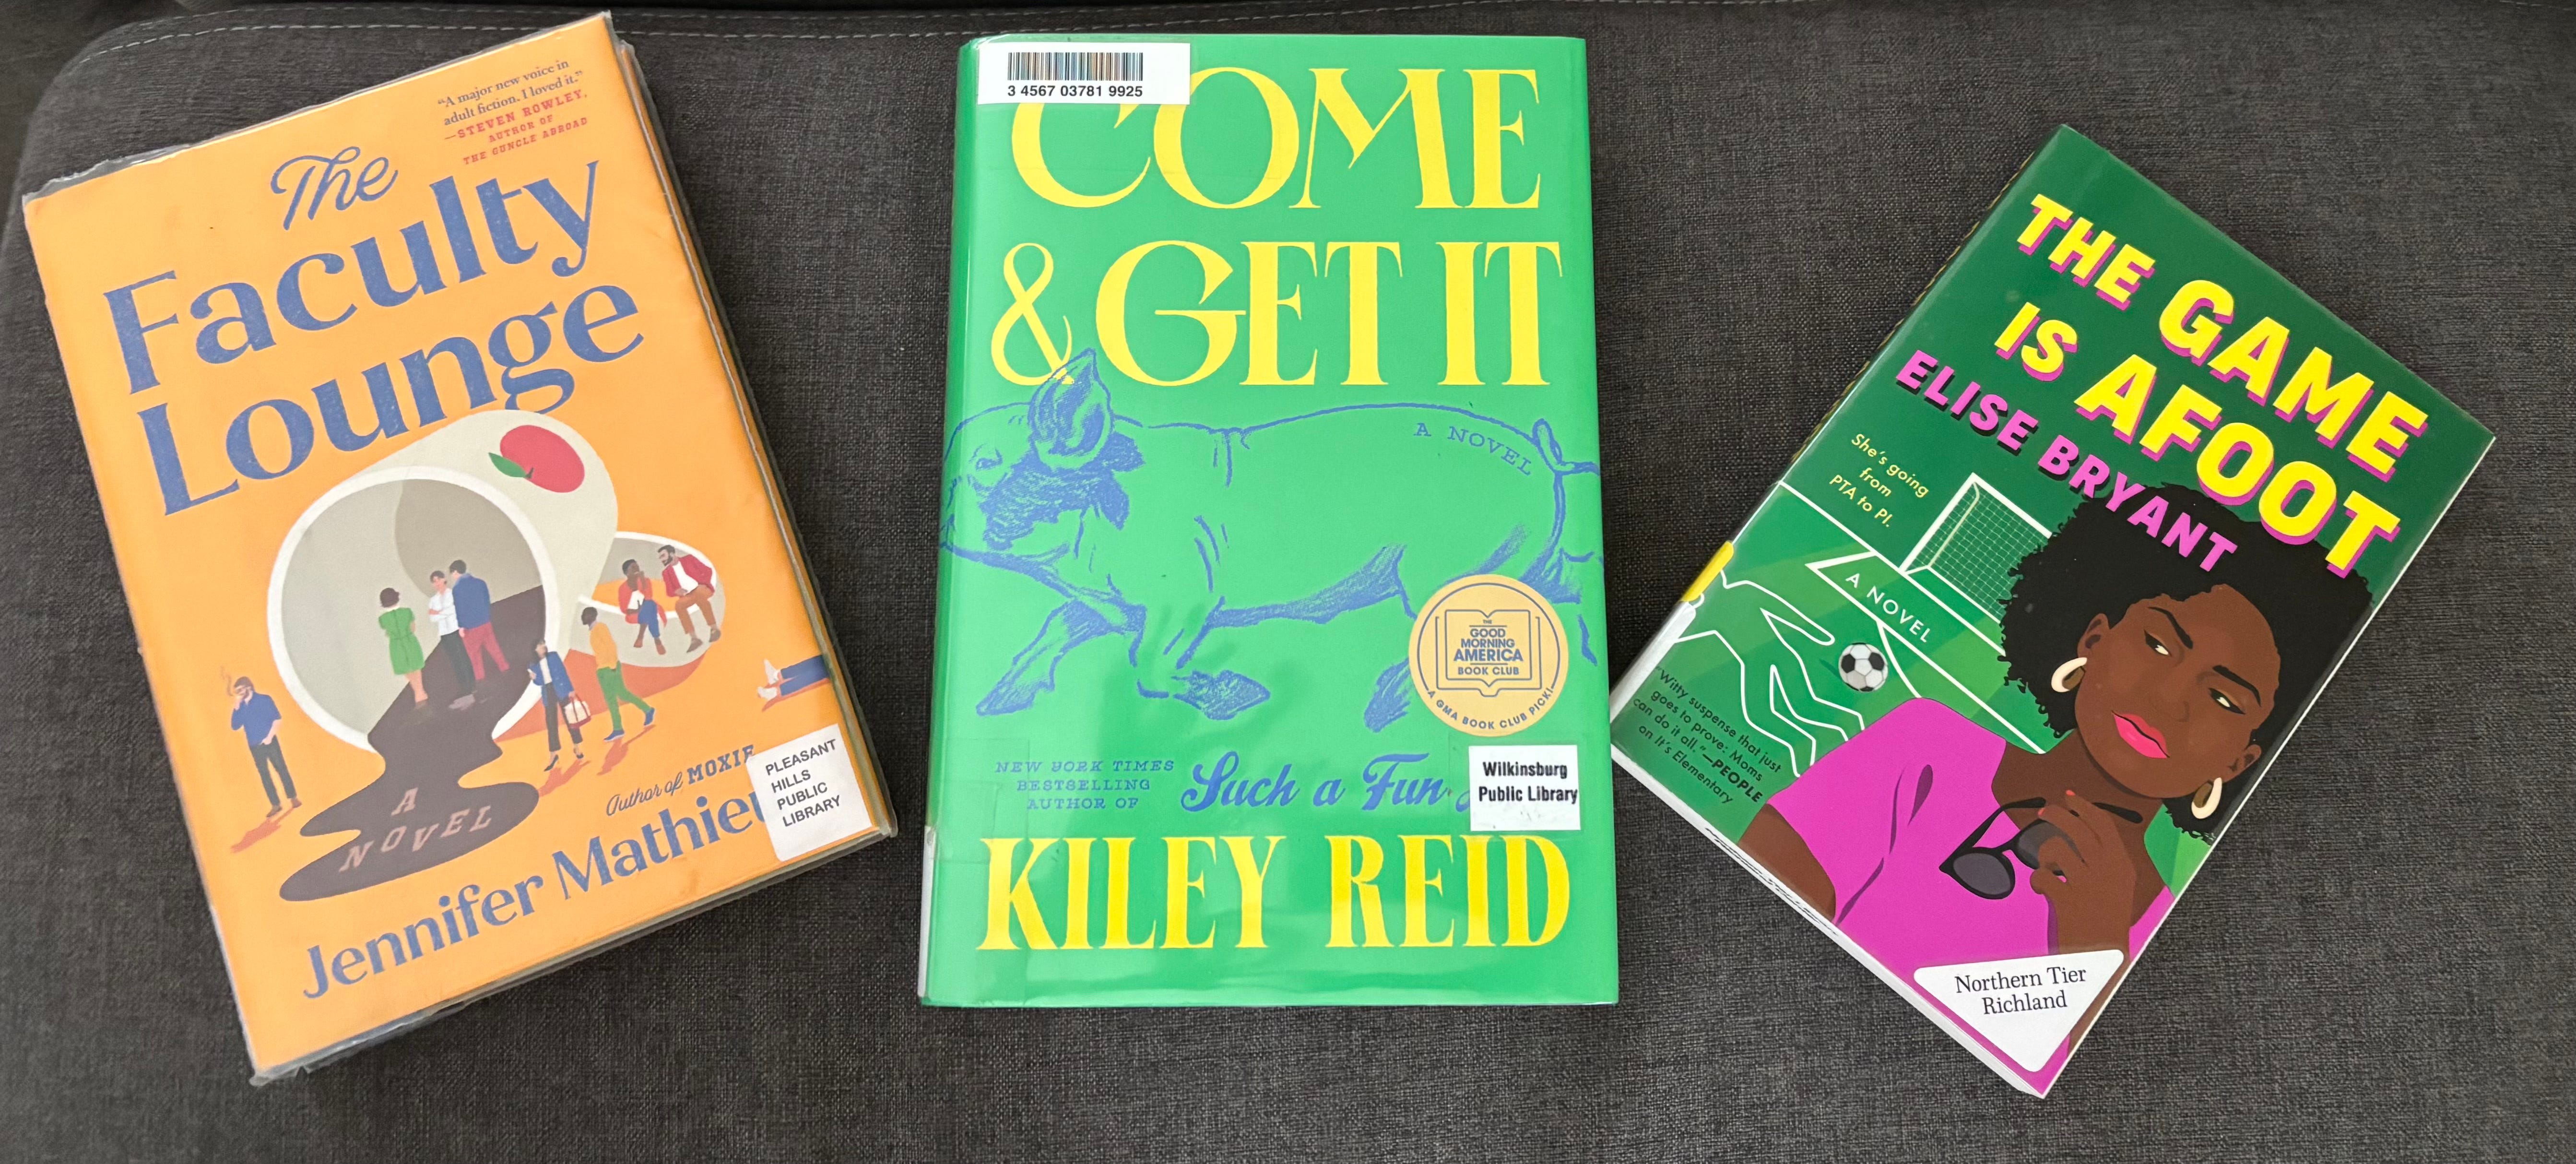 "A major new voice in
adult fiction. I loved it."
—STEVEN ROWLEY,
AUTHOR OF
THE GUNCLE ABROAD
The
Faculty
Lounge
A
NOVEL
Author of MOXIE
Jennifer Mathieu
PLEASANT
HILLS
PUBLIC
LIBRARY
3 4567 03781 9925
COME
& GET IT
A NOVEL
THE
GOOD
MORNING
AMERICA
BOOK CLUB
A GMA BOOK CLUB PICK!
NEW YORK TIMES
BESTSELLING
AUTHOR OF
Such a Fun
Wilkinsburg
Public Library
KILEY REID
THE GAME
IS AFOOT
ELISE BRYANT
She's going
from
PTA to PI.
A NOVEL
"Witty suspense that just
goes to prove: Moms
can do it all."—PEOPLE
on It's Elementary
Northern Tier
Richland